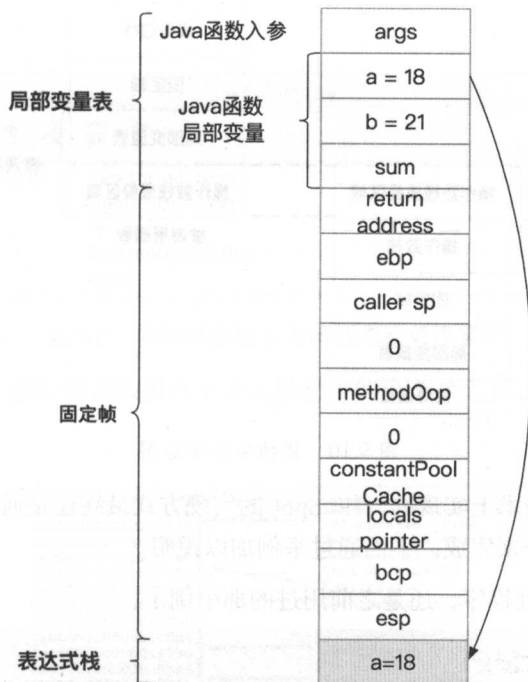 Java函数入参
args
局部变量表
Java函数
局部变量
a = 18
b = 21
sum
return
address
ebp
caller sp
0
固定帧
methodOop
0
constantPool
Cache
locals
pointer
bcp
esp
表达式栈
a=18